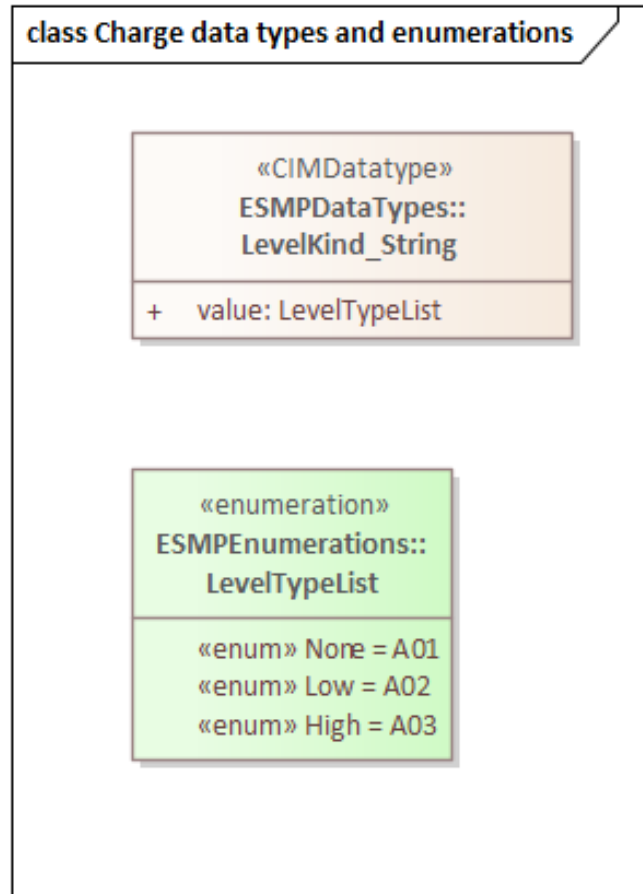 class Charge data types and enumerations
«CIMDatatype»
ESMPDataTypes::
LevelKind_String
+ value: LevelTypeList
«enumeration»
ESMPEnumerations::
LevelTypeList
«enum» None = A01
«enum» Low = A02
«enum» High = A03